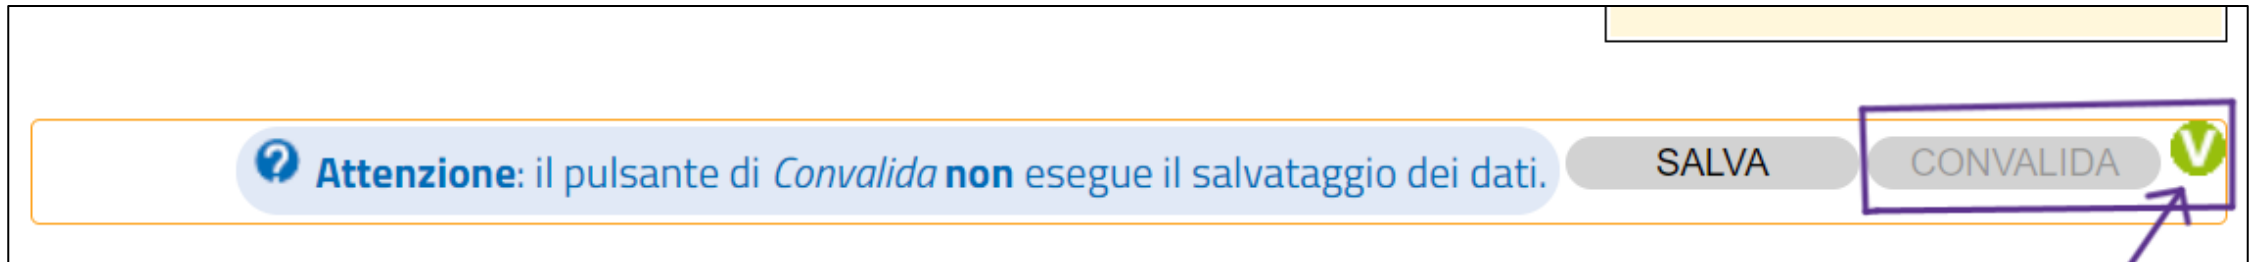 Attenzione: il pulsante di Convalida non esegue il salvataggio dei dati. SALVA CONVALIDA V